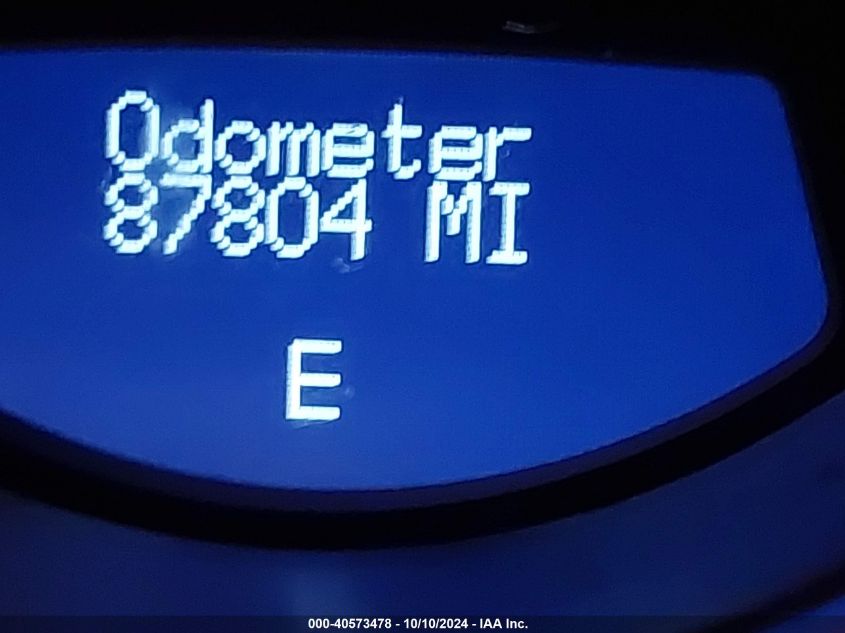 Odometer
87804 MI
E
000-40573478 - 10/10/2024 - IAA Inc.